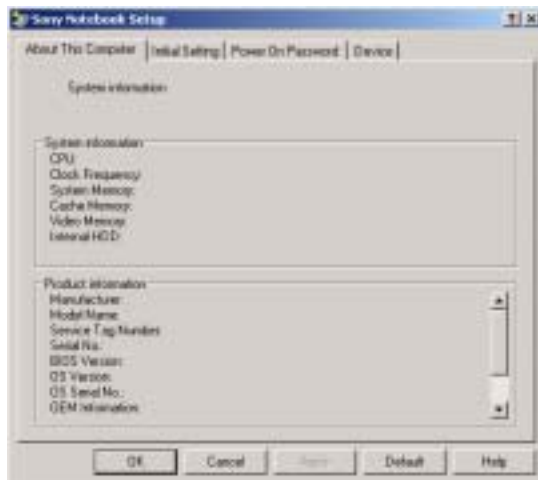 Sony Notebook Setup
About This Computer Initial Setting Power On Password Device
System information
System information
CPU:
Clock Frequency:
System Memory:
Cache Memory:
Video Memory:
Internal HDD:
Product information
Manufacturer:
Model Name:
Service Tag Number:
Serial No.:
BIOS Version:
OS Version:
OS Serial No.:
OEM Information:
OK Cancel Apply Default Help